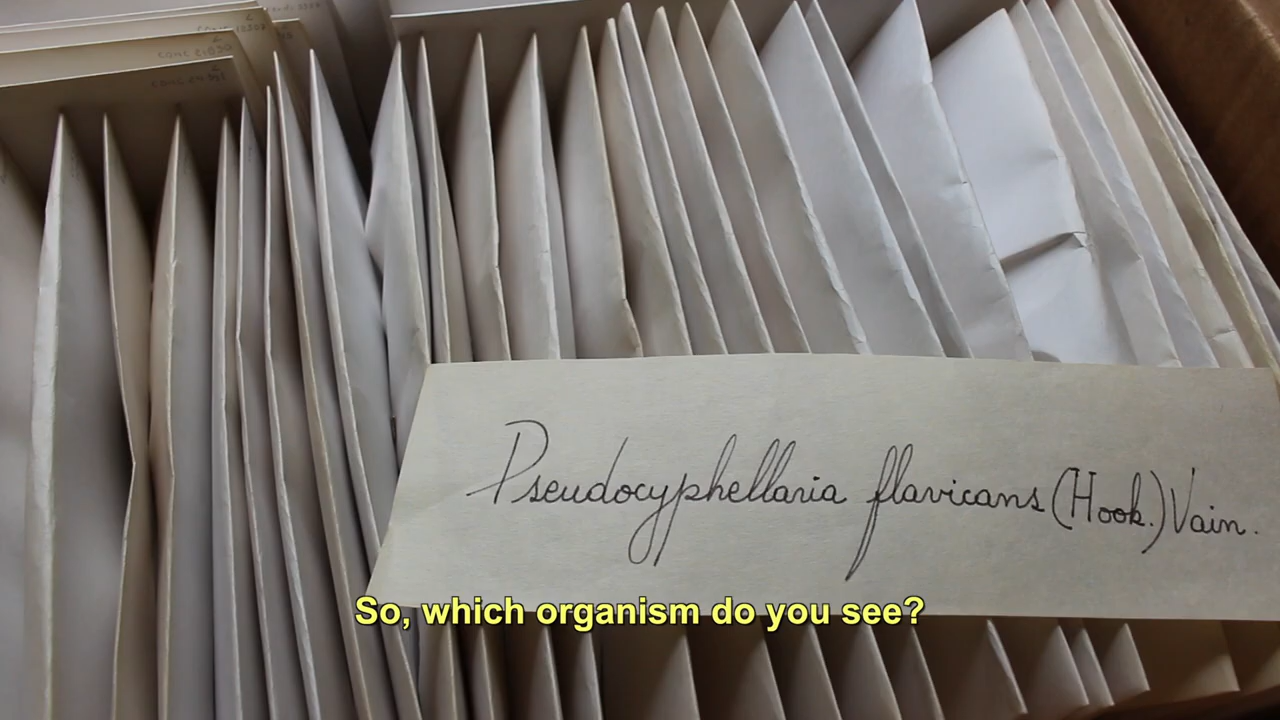 Pseudocyphellaria flavicans (Hook.) Vain.
So, which organism do you see?